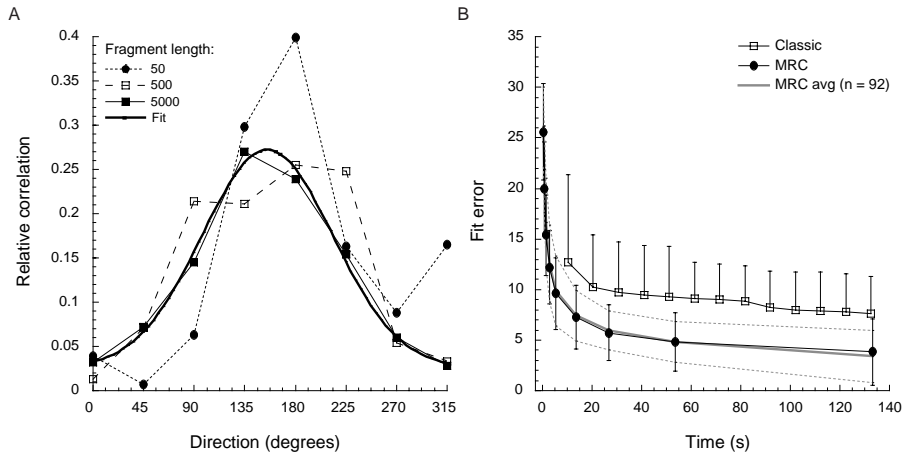 A
B
Fragment length:
50
500
5000
Fit
0.4
0.35
0.3
0.25
0.2
0.15
0.1
0.05
0
Relative correlation
0 45 90 135 180 225 270 315
Direction (degrees)
Classic
MRC
MRC avg (n = 92)
35
30
25
20
15
10
5
0
Fit error
0 20 40 60 80 100 120 140
Time (s)